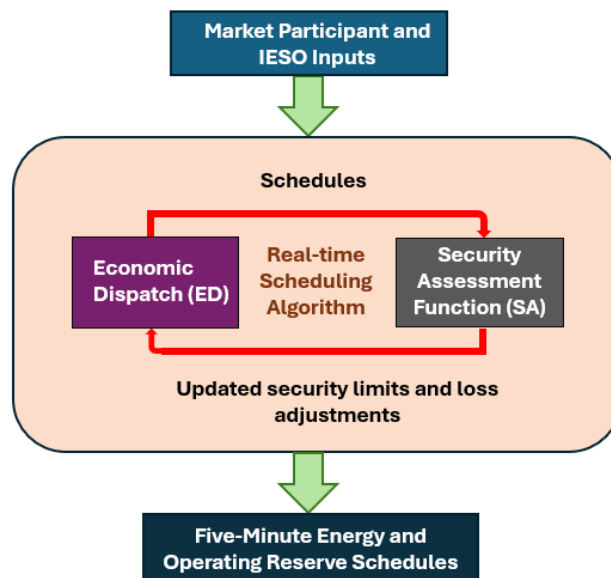 Market Participant and
IESO Inputs
Schedules
Economic
Dispatch (ED)
Real-time
Scheduling
Algorithm
Security
Assessment
Function (SA)
Updated security limits and loss
adjustments
Five-Minute Energy and
Operating Reserve Schedules